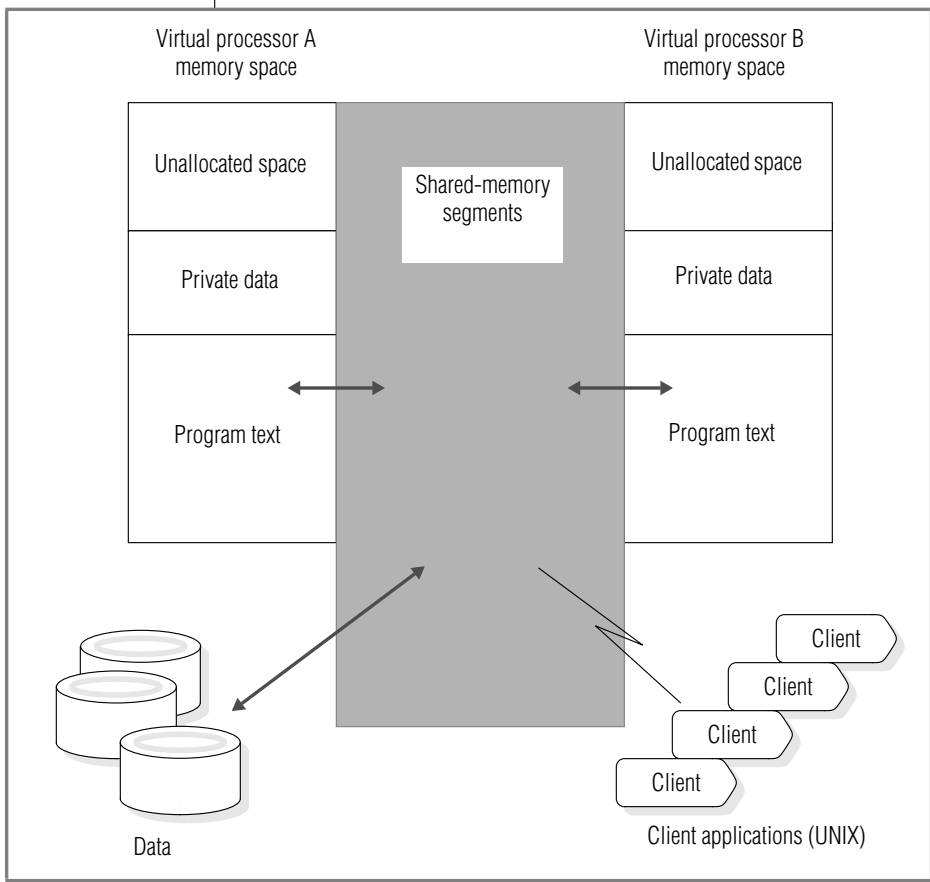 Virtual processor A
memory space
Virtual processor B
memory space
Unallocated space
Shared-memory
segments
Unallocated space
Private data
Private data
Program text
Program text
Client
Client
Client
Client
Data
Client applications (UNIX)